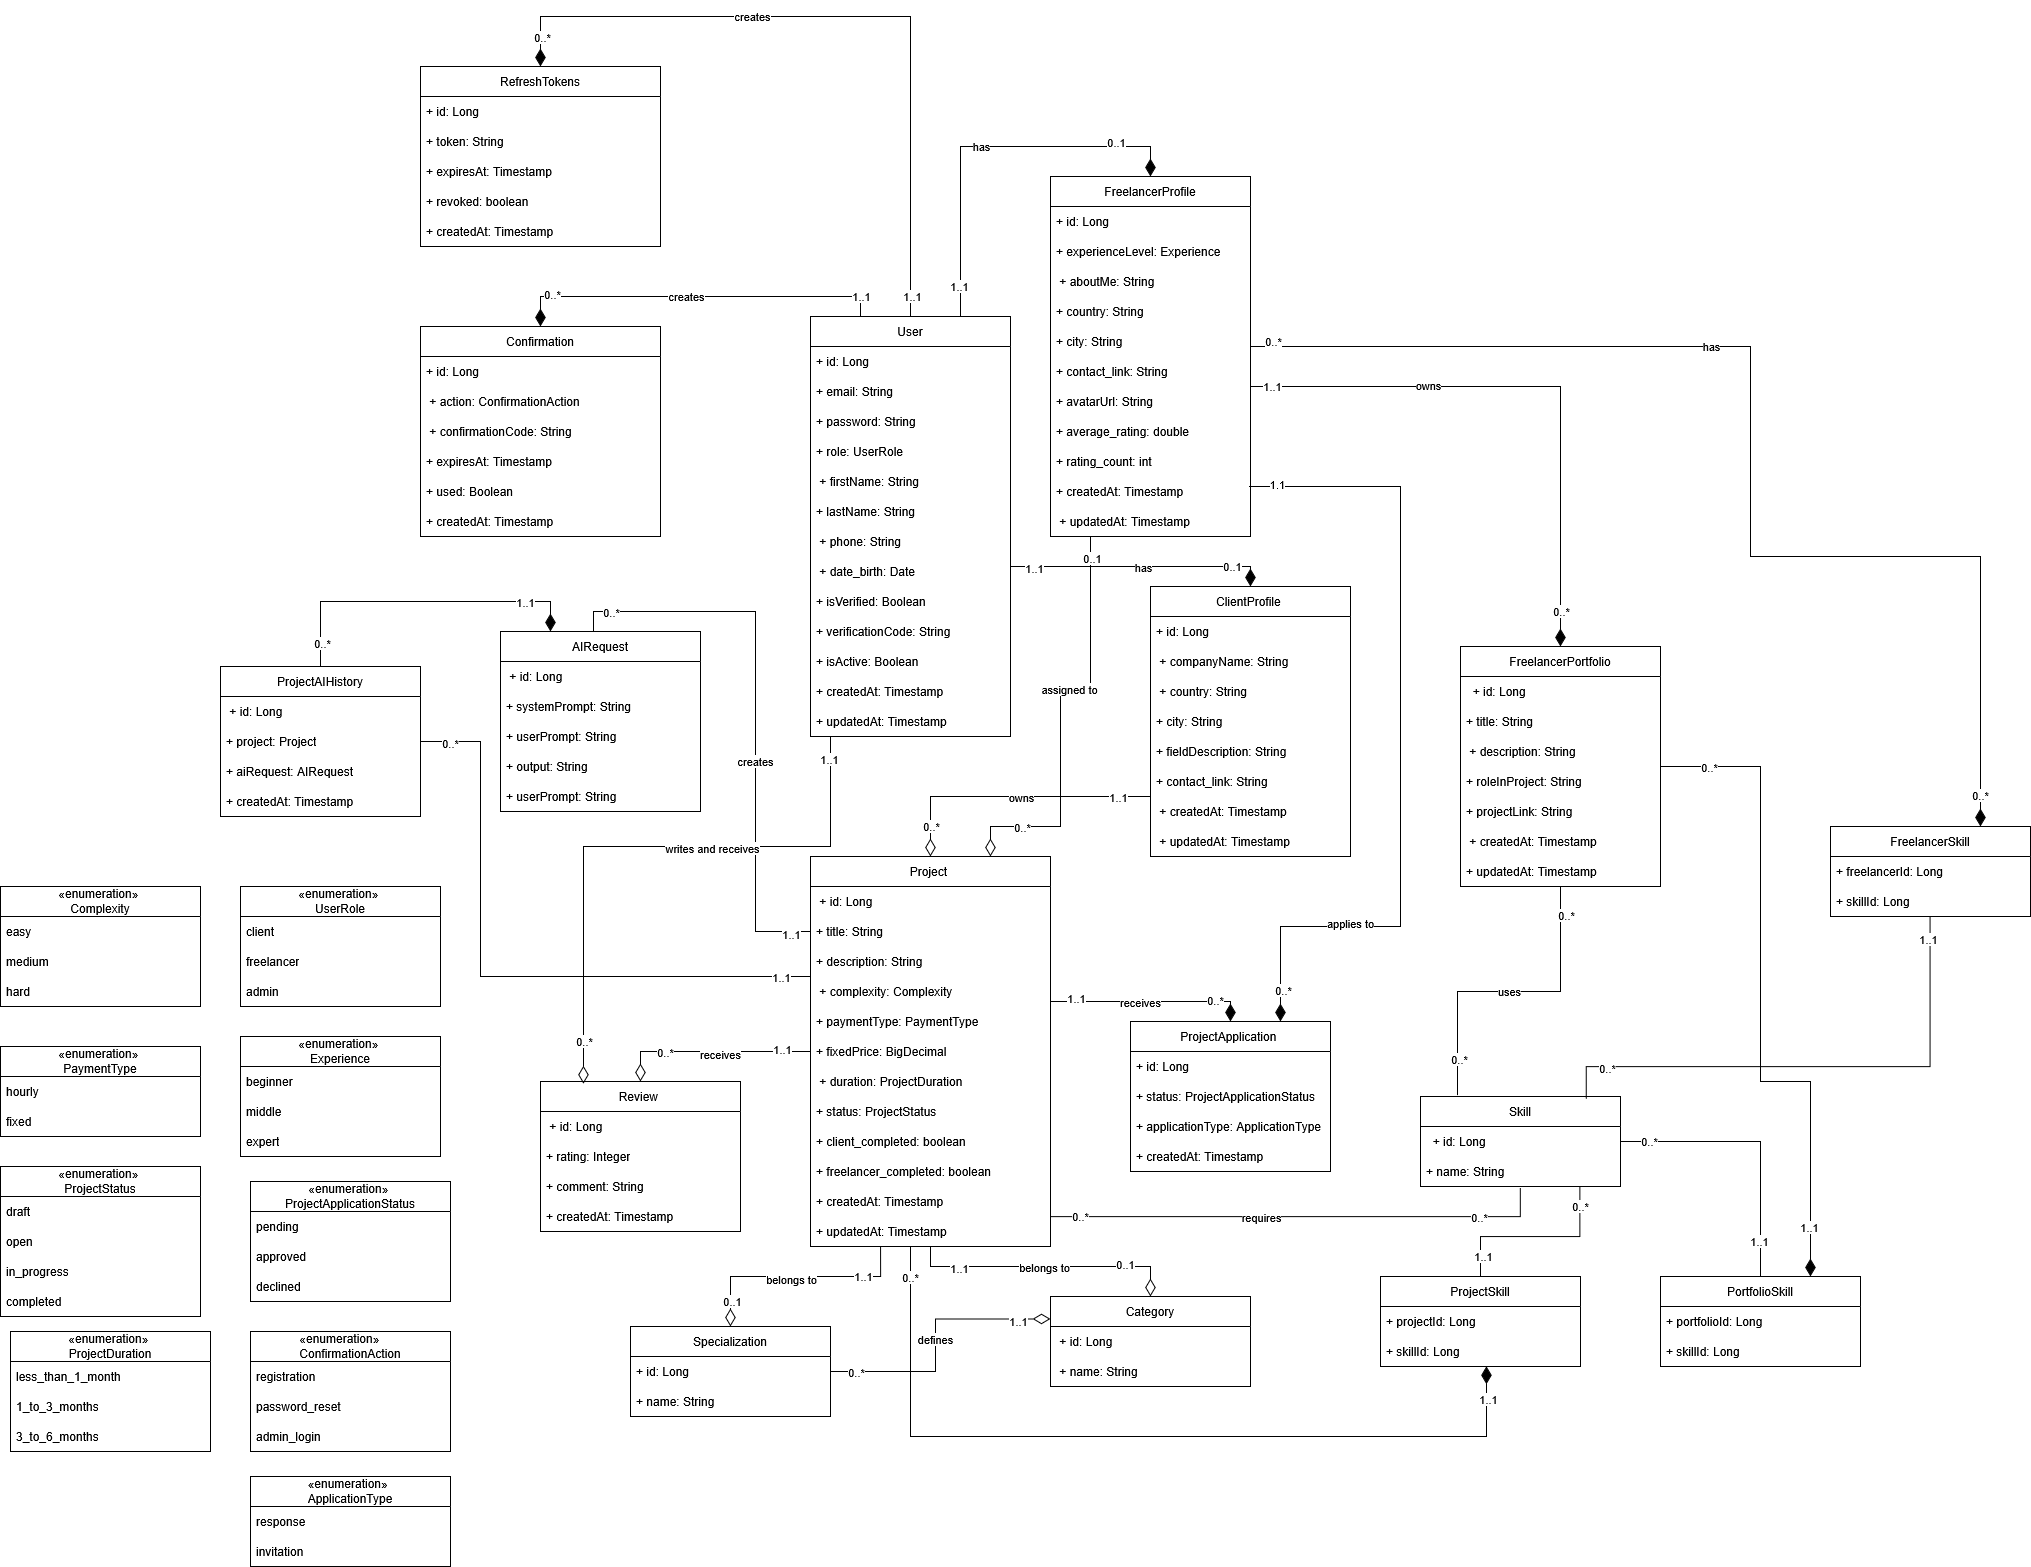 creates
0..*
RefreshTokens
+ id: Long
+ token: String
+ expiresAt: Timestamp
+ revoked: boolean
+ createdAt: Timestamp
has
0..1
FreelancerProfile
+ id: Long
+ experienceLevel: Experience
+ aboutMe: String
+ country: String
+ city: String
+ contact_link: String
+ avatarUrl: String
+ average_rating: double
+ rating_count: int
+ createdAt: Timestamp
+ updatedAt: Timestamp
0..*
creates
1..1
1..1
1..1
Confirmation
+ id: Long
+ action: ConfirmationAction
+ confirmationCode: String
+ expiresAt: Timestamp
+ used: Boolean
+ createdAt: Timestamp
User
+ id: Long
+ email: String
+ password: String
+ role: UserRole
+ firstName: String
+ lastName: String
+ phone: String
+ date_birth: Date
+ isVerified: Boolean
+ verificationCode: String
+ isActive: Boolean
+ createdAt: Timestamp
+ updatedAt: Timestamp
0..*
has
1..1
owns
1..1
0..1
1..1
has
0..1
ClientProfile
+ id: Long
+ companyName: String
+ country: String
+ city: String
+ fieldDescription: String
+ contact_link: String
+ createdAt: Timestamp
+ updatedAt: Timestamp
1..1
0..*
0..*
0..*
AIRequest
+ id: Long
+ systemPrompt: String
+ userPrompt: String
+ output: String
+ userPrompt: String
ProjectAIHistory
+ id: Long
+ project: Project
+ aiRequest: AIRequest
+ createdAt: Timestamp
0..*
FreelancerPortfolio
+ id: Long
+ title: String
+ description: String
+ roleInProject: String
+ projectLink: String
+ createdAt: Timestamp
+ updatedAt: Timestamp
assigned to
creates
1..1
0..*
owns
1..1
0..*
0..*
0..*
writes and receives
FreelancerSkill
+ freelancerId: Long
+ skillId: Long
Project
+ id: Long
+ title: String
+ description: String
+ complexity: Complexity
+ paymentType: PaymentType
+ fixedPrice: BigDecimal
+ duration: ProjectDuration
+ status: ProjectStatus
+ client_completed: boolean
+ freelancer_completed: boolean
+ createdAt: Timestamp
+ updatedAt: Timestamp
«enumeration»
Complexity
easy
medium
hard
«enumeration»
UserRole
client
freelancer
admin
0..*
applies to
1..1
1..1
1..1
uses
0..*
1..1
receives
0..*
ProjectApplication
+ id: Long
+ status: ProjectApplicationStatus
+ applicationType: ApplicationType
+ createdAt: Timestamp
«enumeration»
PaymentType
hourly
fixed
«enumeration»
Experience
beginner
middle
expert
0..*
0..*
receives
1..1
0..*
0..*
Review
+ id: Long
+ rating: Integer
+ comment: String
+ createdAt: Timestamp
Skill
+ id: Long
+ name: String
0..*
«enumeration»
ProjectStatus
draft
open
in_progress
completed
«enumeration»
ProjectApplicationStatus
pending
approved
declined
0..*
requires
0..*
0..*
1..1
1..1
1..1
belongs to
1..1
0..*
1..1
belongs to
0..1
0..1
Specialization
+ id: Long
+ name: String
0..*
defines
1..1
Category
+ id: Long
+ name: String
ProjectSkill
+ projectId: Long
+ skillId: Long
PortfolioSkill
+ portfolioId: Long
+ skillId: Long
1..1
«enumeration»
ProjectDuration
less_than_1_month
1_to_3_months
3_to_6_months
«enumeration»
ConfirmationAction
registration
password_reset
admin_login
«enumeration»
ApplicationType
response
invitation